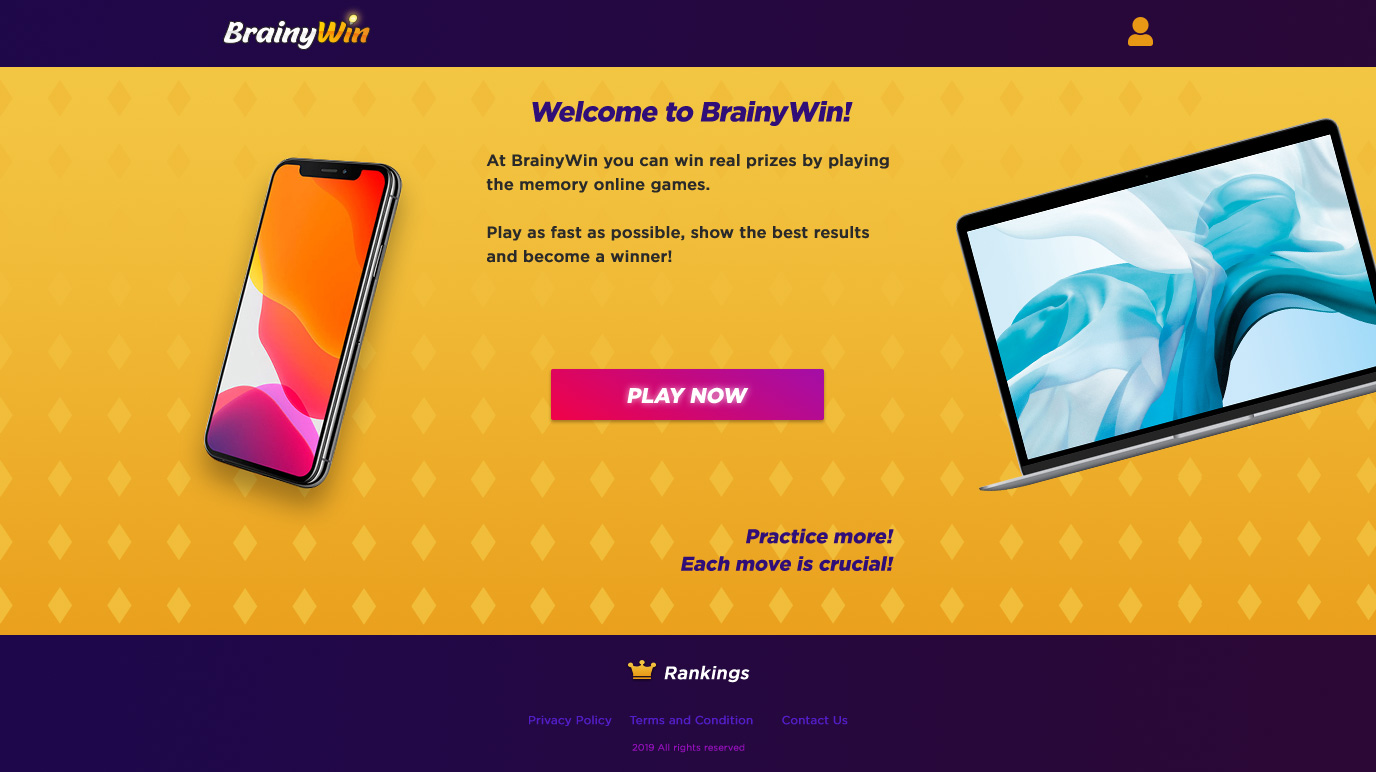 BrainyWin
Welcome to BrainyWin!
At BrainyWin you can win real prizes by playing
the memory online games.
Play as fast as possible, show the best results
and become a winner!
PLAY NOW
Practice more!
Each move is crucial!
Rankings
Privacy Policy Terms and Condition Contact Us
2019 All rights reserved